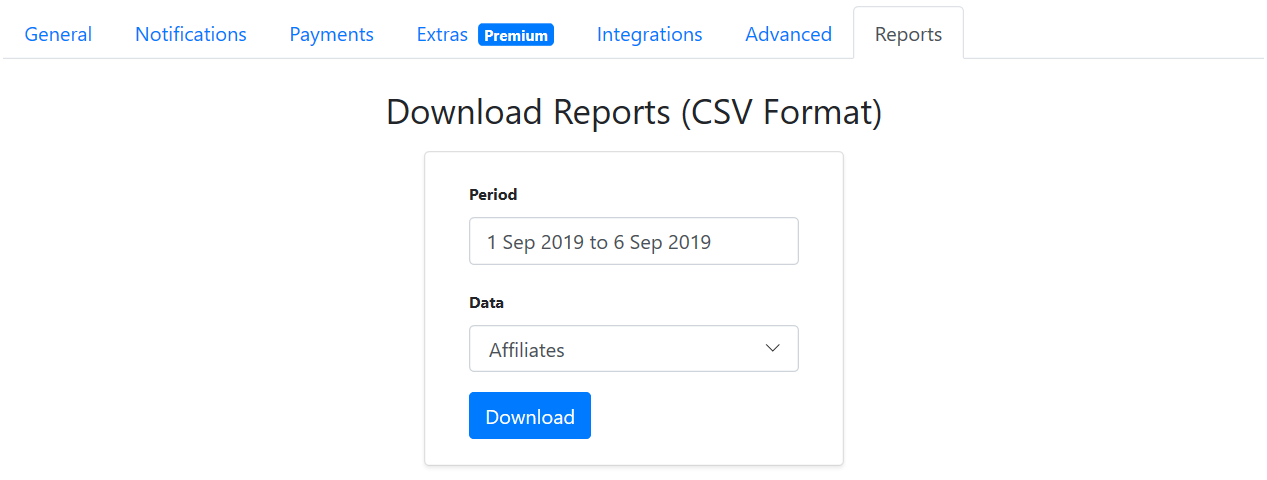 General Notifications Payments Extras Premium Integrations Advanced Reports
Download Reports (CSV Format)
Period
1 Sep 2019 to 6 Sep 2019
Data
Affiliates
Download